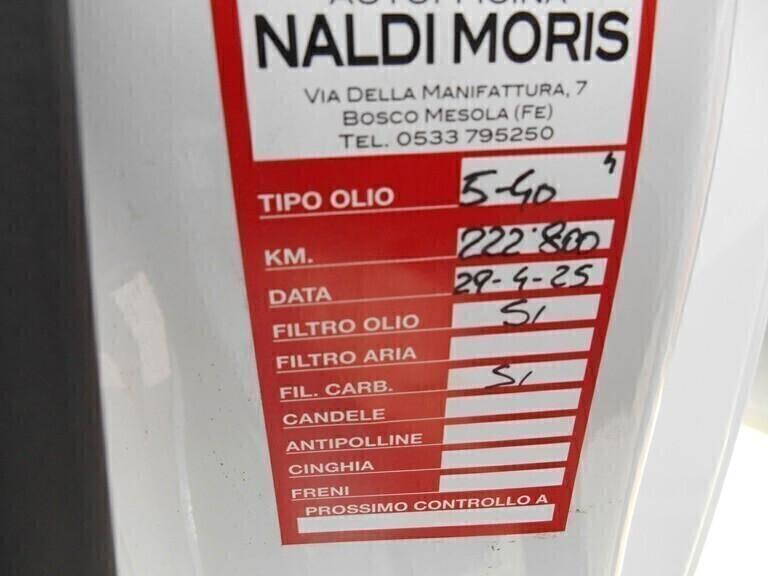 AUTOFFICINA
NALDI MORIS
VIA DELLA MANIFATTURA, 7
BOSCO MESOLA (FE)
TEL. 0533 795250
TIPO OLIO 5-40
KM. 222'800
DATA 29-4-25
FILTRO OLIO SI
FILTRO ARIA
FIL. CARB. SI
CANDELE
ANTIPOLLINE
CINGHIA
FRENI
PROSSIMO CONTROLLO A